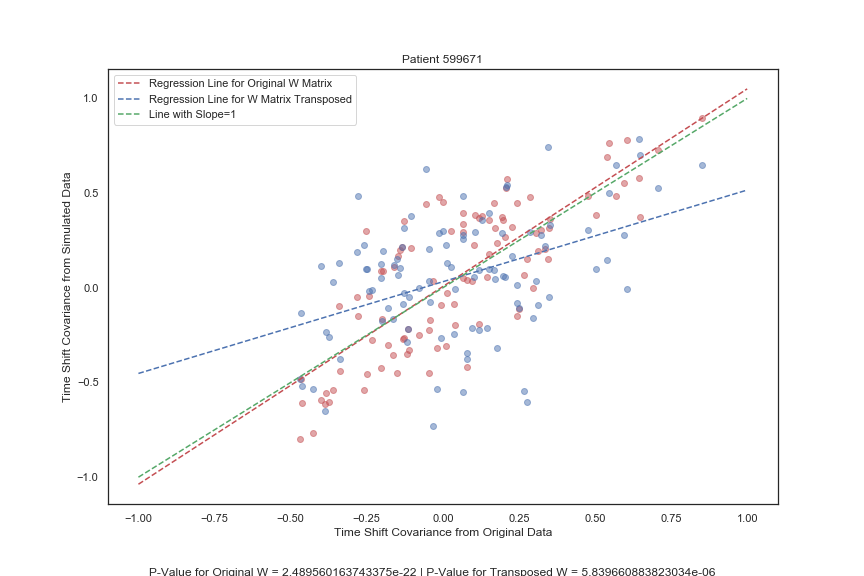 Patient 599671
Regression Line for Original W Matrix
Regression Line for W Matrix Transposed
Line with Slope=1
Time Shift Covariance from Simulated Data
1.0
0.5
0.0
−0.5
−1.0
−1.00 −0.75 −0.50 −0.25 0.00 0.25 0.50 0.75 1.00
Time Shift Covariance from Original Data
P-Value for Original W = 2.489560163743375e-22 | P-Value for Transposed W = 5.839660883823034e-06